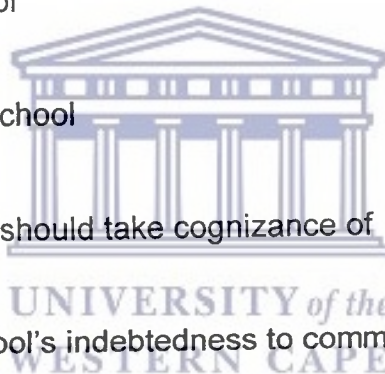 chool
should take cognizance of
UNIVERSITY of the
ool's indebtedness to comm
WESTERN CAPE